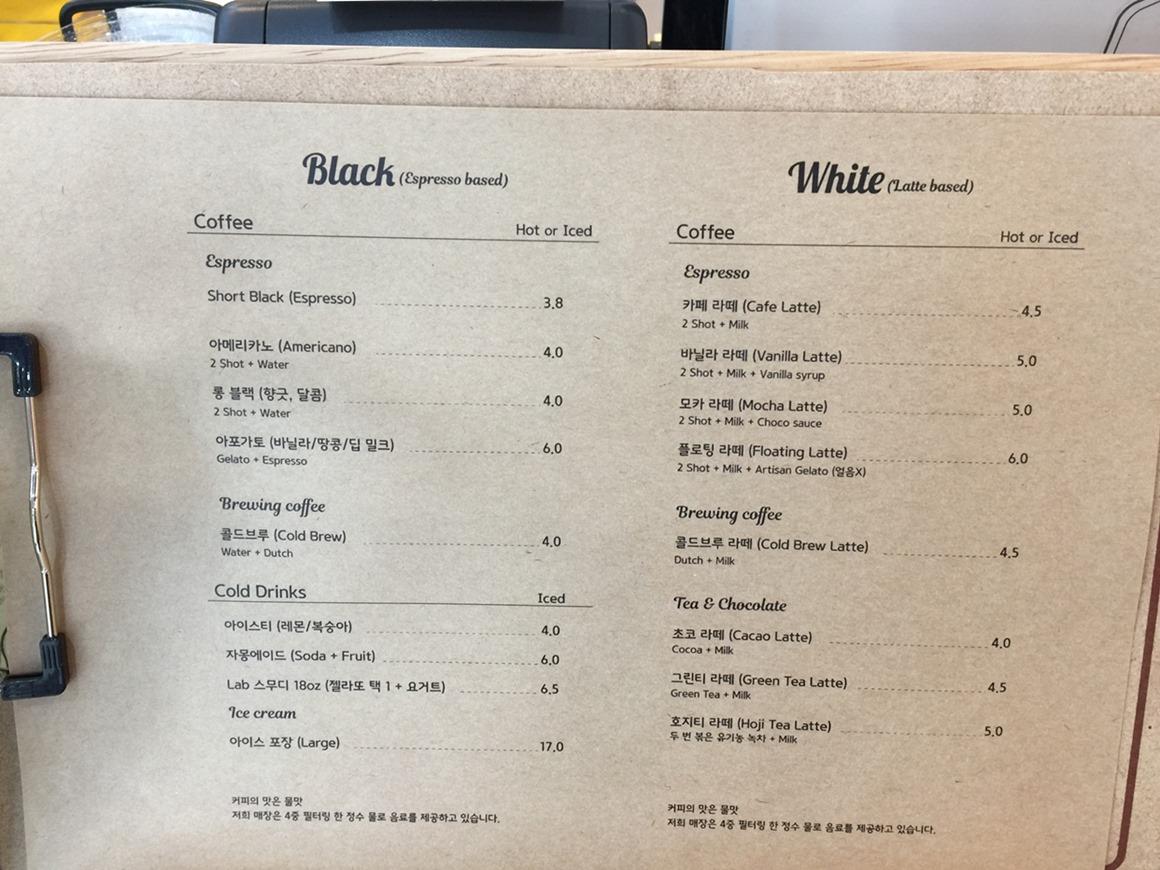 Black (Espresso based)
Coffee Hot or Iced
Espresso
Short Black (Espresso) 3.8
아메리카노 (Americano) 4.0
2 Shot + Water
롱 블랙 (향긋, 달콤) 4.0
2 Shot + Water
아포가토 (바닐라/땅콩/딥 밀크) 6.0
Gelato + Espresso
Brewing coffee
콜드브루 (Cold Brew) 4.0
Water + Dutch
Cold Drinks Iced
아이스티 (레몬/복숭아) 4.0
자몽에이드 (Soda + Fruit) 6.0
Lab 스무디 18oz (젤라또 택 1 + 요거트) 6.5
Ice cream
아이스 포장 (Large) 17.0
커피의 맛은 물맛
저희 매장은 4중 필터링 한 정수 물로 음료를 제공하고 있습니다.
White (Latte based)
Coffee Hot or Iced
Espresso
카페 라떼 (Cafe Latte) 4.5
2 Shot + Milk
바닐라 라떼 (Vanilla Latte) 5.0
2 Shot + Milk + Vanilla syrup
모카 라떼 (Mocha Latte) 5.0
2 Shot + Milk + Choco sauce
플로팅 라떼 (Floating Latte) 6.0
2 Shot + Milk + Artisan Gelato (얼음X)
Brewing coffee
콜드브루 라떼 (Cold Brew Latte) 4.5
Dutch + Milk
Tea & Chocolate
초코 라떼 (Cacao Latte) 4.0
Cocoa + Milk
그린티 라떼 (Green Tea Latte) 4.5
Green Tea + Milk
호지티 라떼 (Hoji Tea Latte) 5.0
두 번 볶은 유기농 녹차 + Milk
커피의 맛은 물맛
저희 매장은 4중 필터링 한 정수 물로 음료를 제공하고 있습니다.